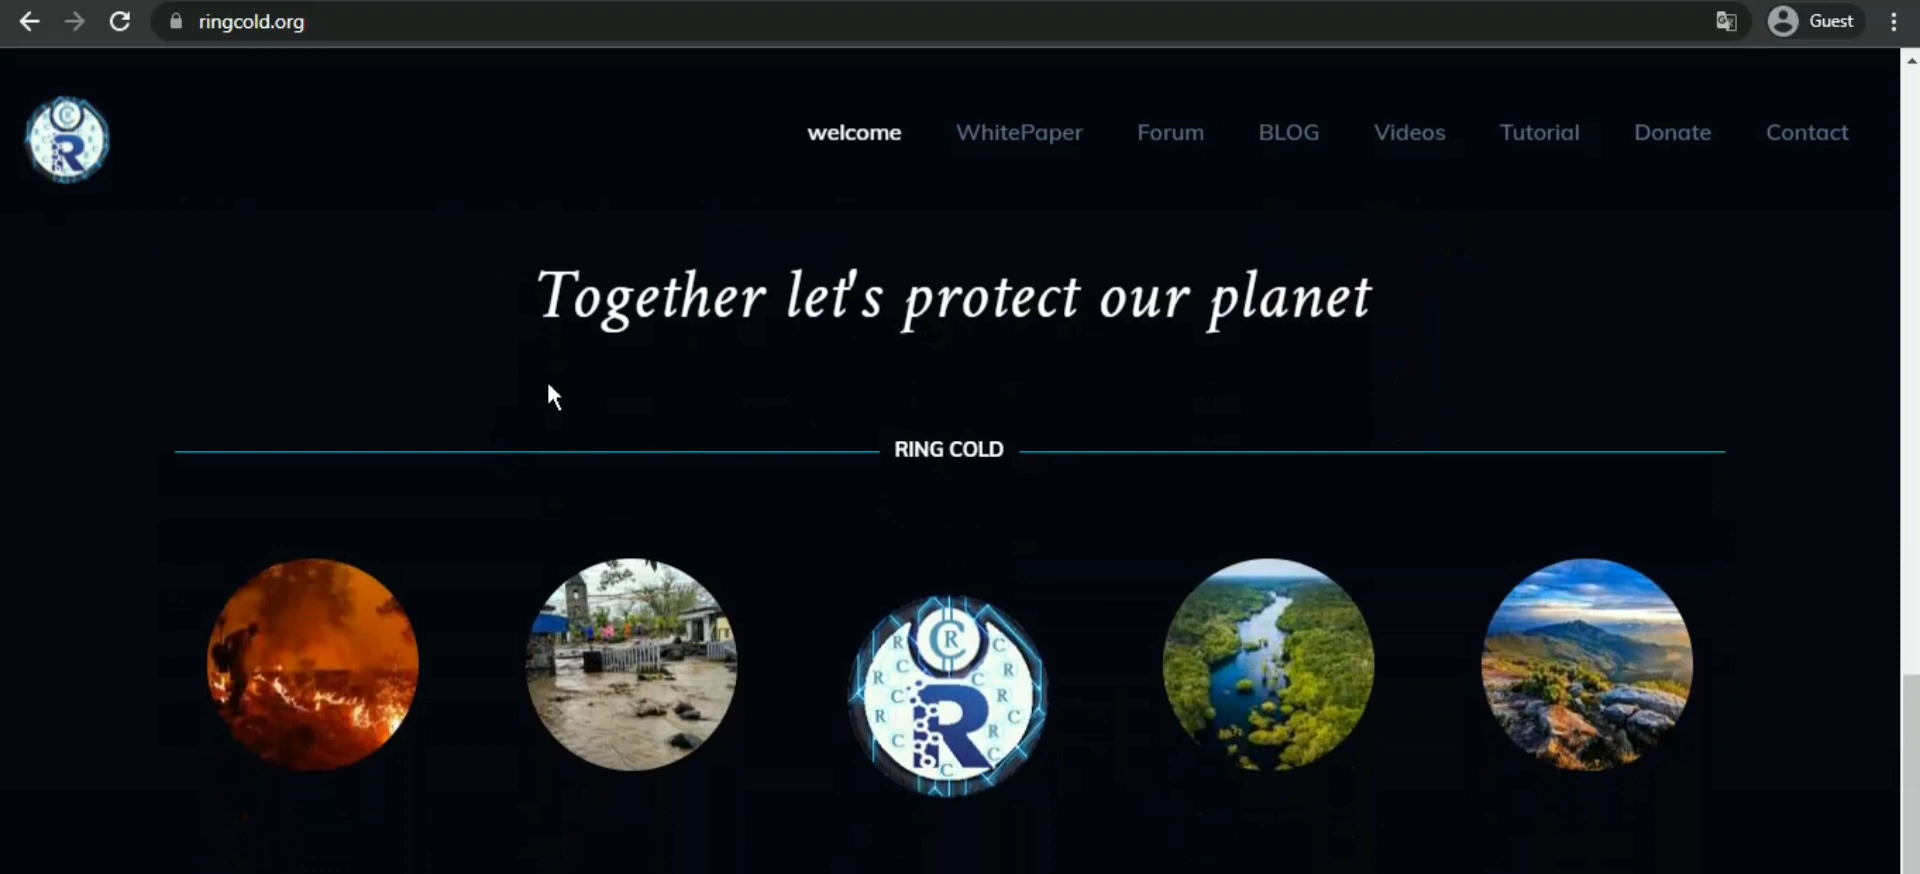 ringcold.org
Guest
welcome WhitePaper Forum BLOG Videos Tutorial Donate Contact
Together let's protect our planet
RING COLD